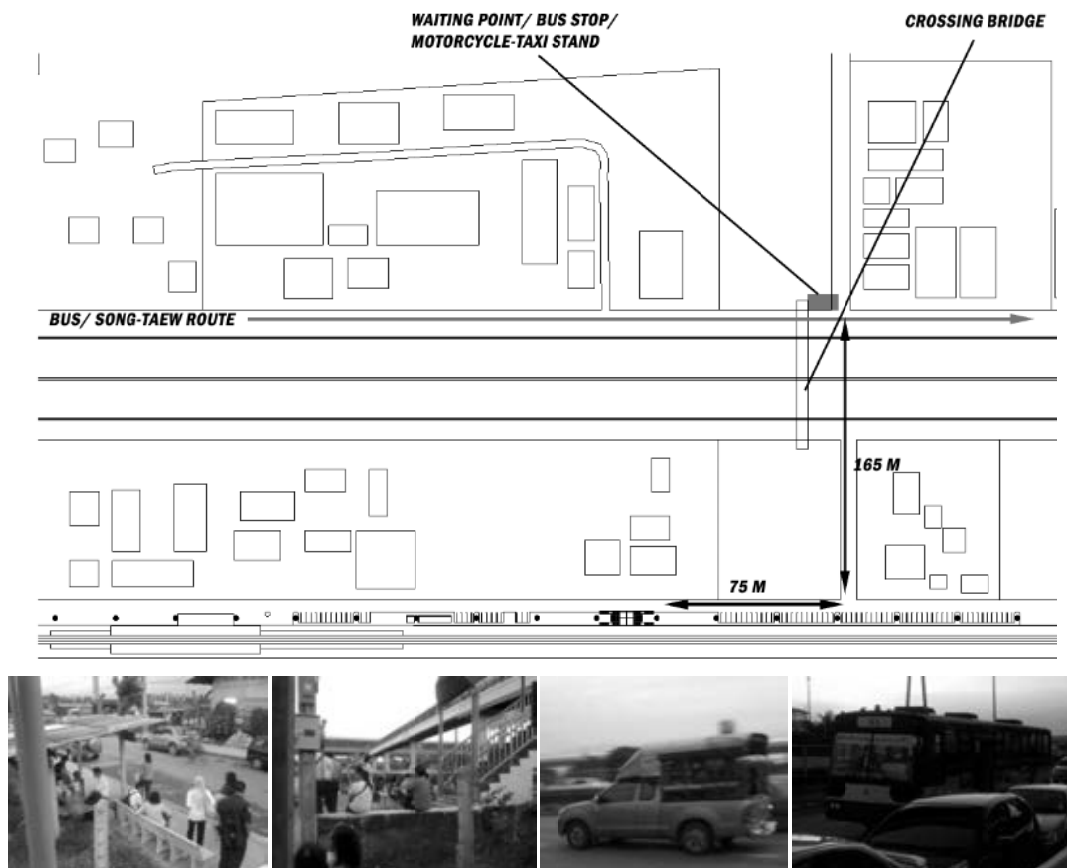 WAITING POINT/ BUS STOP/
MOTORCYCLE-TAXI STAND
CROSSING BRIDGE
BUS/ SONG-TAEW ROUTE
165 M
75 M